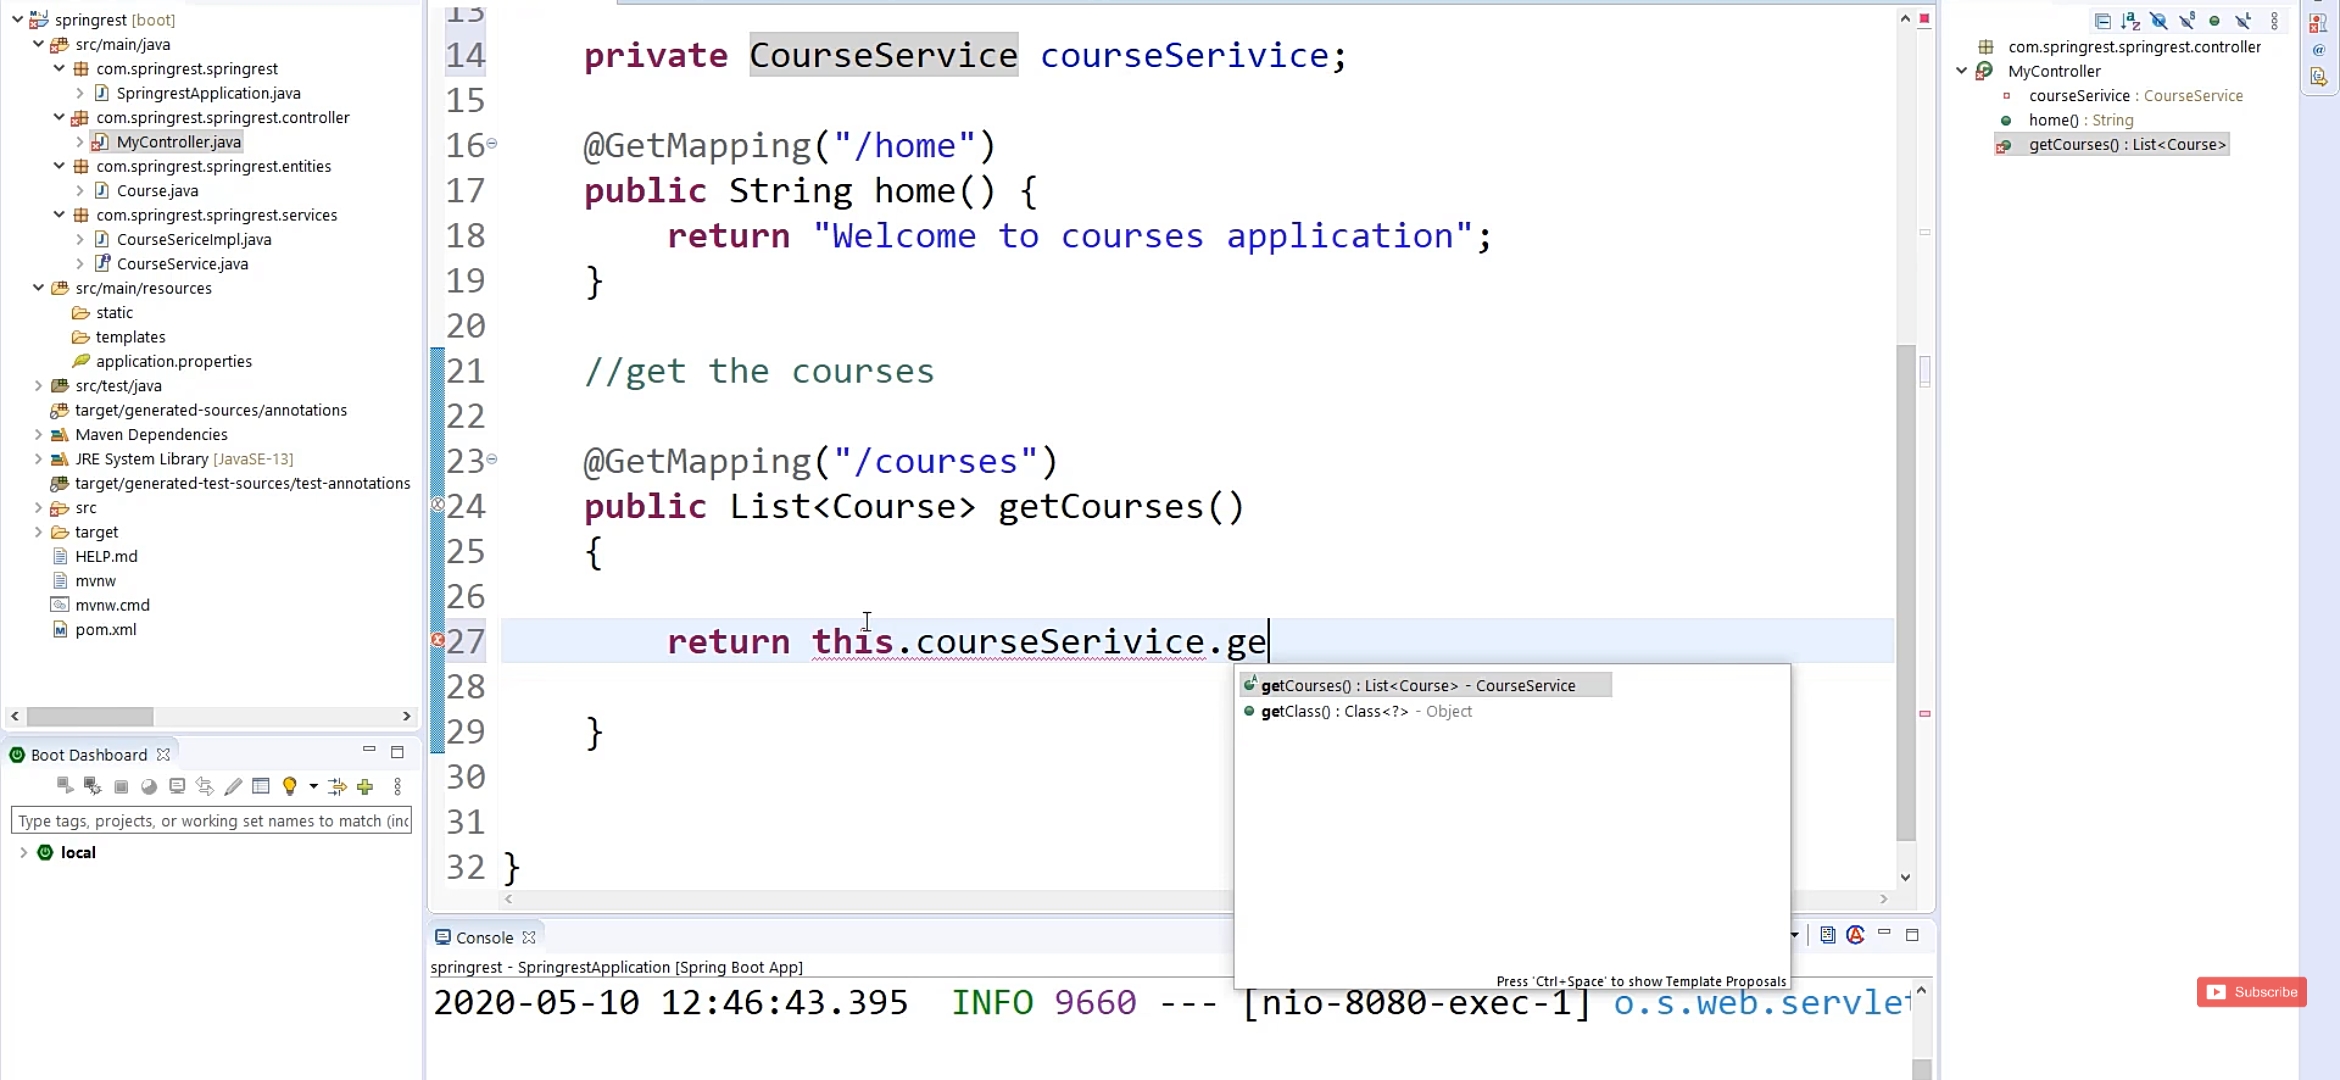 springrest [boot]
src/main/java
com.springrest.springrest
SpringrestApplication.java
com.springrest.springrest.controller
MyController.java
com.springrest.springrest.entities
Course.java
com.springrest.springrest.services
CourseSericeImpl.java
CourseService.java
src/main/resources
static
templates
application.properties
src/test/java
target/generated-sources/annotations
Maven Dependencies
JRE System Library [JavaSE-13]
target/generated-test-sources/test-annotations
src
target
HELP.md
mvnw
mvnw.cmd
pom.xml
Boot Dashboard
Type tags, projects, or working set names to match (inc
local
13
14 private CourseService courseSerivice;
15
16 @GetMapping("/home")
17 public String home() {
18 return "Welcome to courses application";
19 }
20
21 //get the courses
22
23 @GetMapping("/courses")
24 public List<Course> getCourses()
25 {
26
27 return this.courseSerivice.ge
28
29 }
30
31
32 }
getCourses() : List<Course> - CourseService
getClass() : Class<?> - Object
Press 'Ctrl+Space' to show Template Proposals
Console
springrest - SpringrestApplication [Spring Boot App]
2020-05-10 12:46:43.395 INFO 9660 --- [nio-8080-exec-1] o.s.web.servlet
com.springrest.springrest.controller
MyController
courseSerivice : CourseService
home() : String
getCourses() : List<Course>
Subscribe